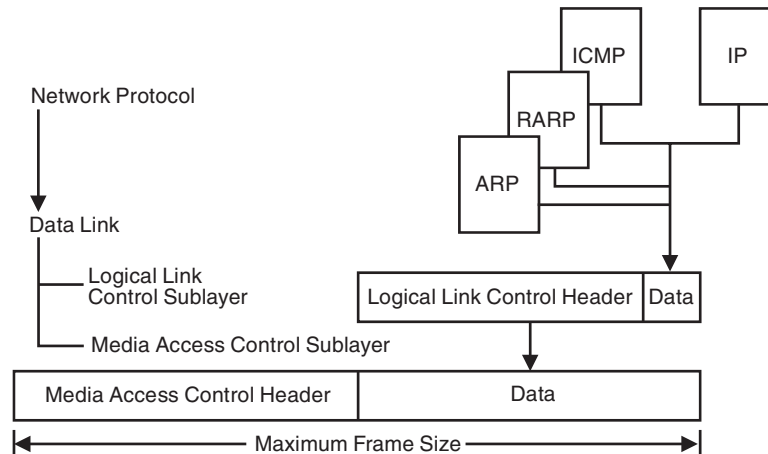 ICMP
IP
Network Protocol
RARP
ARP
Data Link
Logical Link
Control Sublayer
Logical Link Control Header
Data
Media Access Control Sublayer
Media Access Control Header
Data
Maximum Frame Size